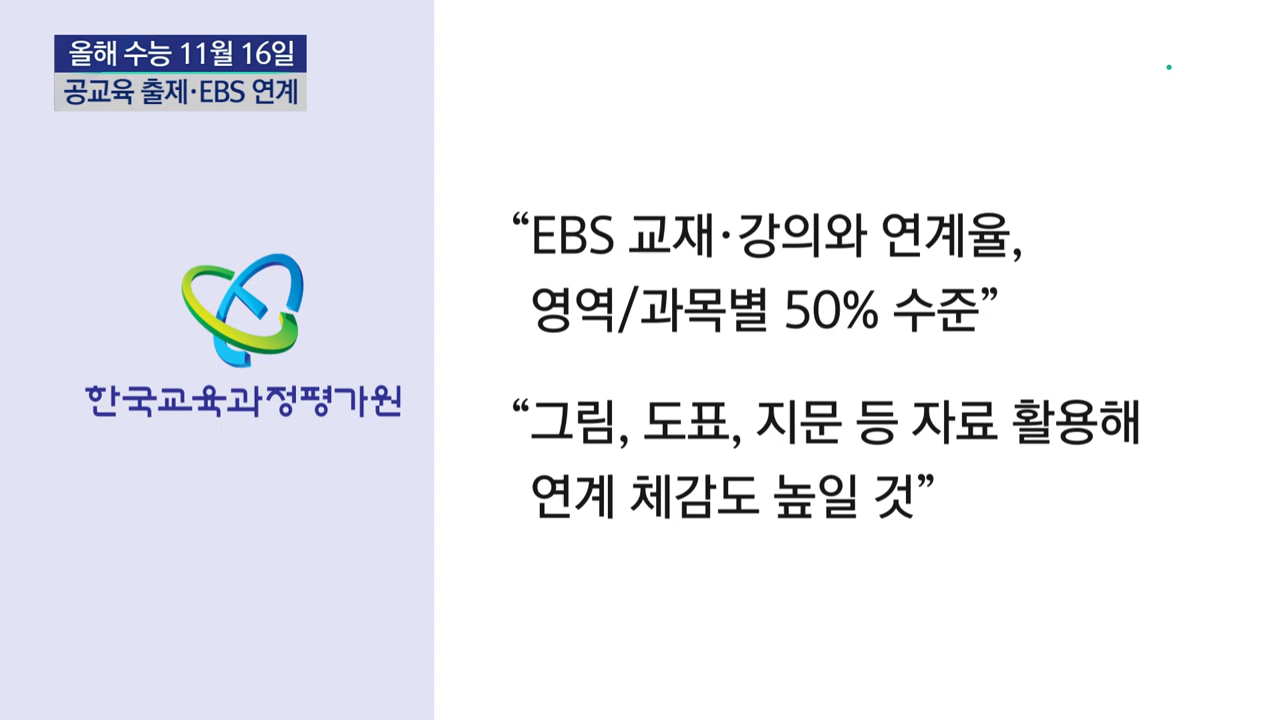 올해 수능 11월 16일
공교육 출제·EBS 연계
한국교육과정평가원
“EBS 교재·강의와 연계율,
영역/과목별 50% 수준”
“그림, 도표, 지문 등 자료 활용해
연계 체감도 높일 것”